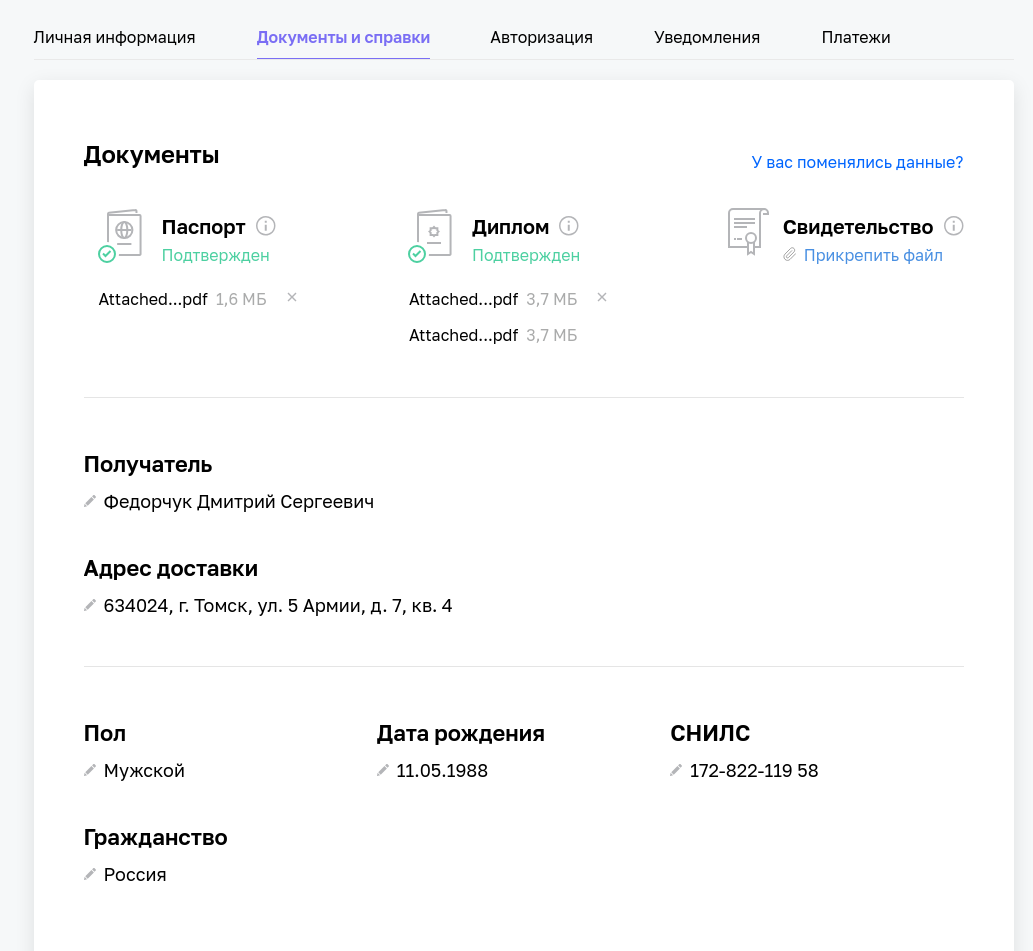 Личная информация Документы и справки Авторизация Уведомления Платежи
Документы
У вас поменялись данные?
Паспорт Диплом Свидетельство
Подтвержден Подтвержден Прикрепить файл
Attached...pdf 1,6 МБ Attached...pdf 3,7 МБ
Attached...pdf 3,7 МБ
Получатель
Федорчук Дмитрий Сергеевич
Адрес доставки
634024, г. Томск, ул. 5 Армии, д. 7, кв. 4
Пол Дата рождения СНИЛС
Мужской 11.05.1988 172-822-119 58
Гражданство
Россия